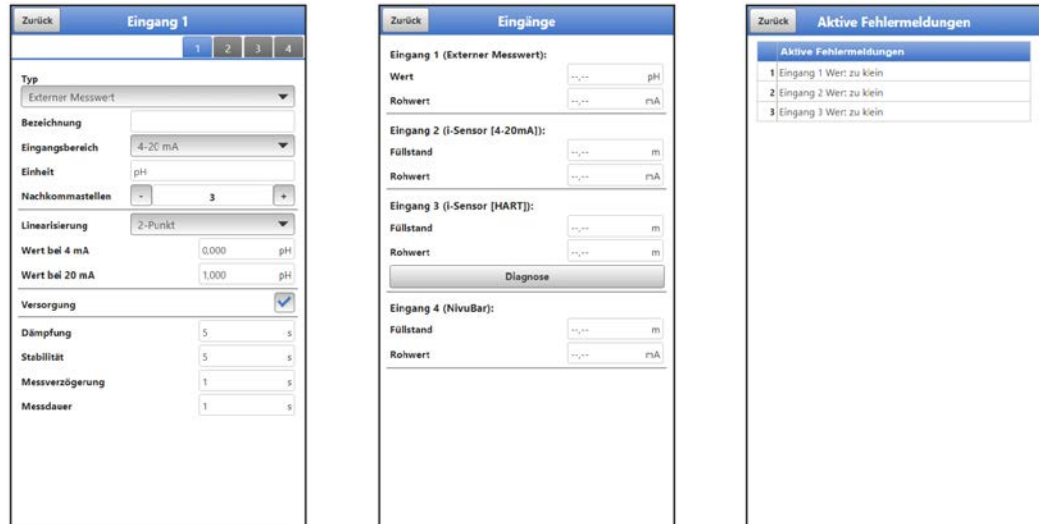 Zurück Eingang 1
1 2 3 4
Typ
Externer Messwert
Bezeichnung
Eingangsbereich 4-20 mA
Einheit pH
Nachkommastellen - 3 +
Linearisierung 2-Punkt
Wert bei 4 mA 0,000 pH
Wert bei 20 mA 1,000 pH
Versorgung
Dämpfung 5 s
Stabilität 5 s
Messverzögerung 1 s
Messdauer 1 s
Zurück Eingänge
Eingang 1 (Externer Messwert):
Wert --,-- pH
Rohwert --,-- mA
Eingang 2 (i-Sensor [4-20mA]):
Füllstand --,-- m
Rohwert --,-- mA
Eingang 3 (i-Sensor [HART]):
Füllstand --,-- m
Rohwert --,-- m
Diagnose
Eingang 4 (NivuBar):
Füllstand --,-- m
Rohwert --,-- mA
Zurück Aktive Fehlermeldungen
Aktive Fehlermeldungen
1 Eingang 1 Wert zu klein
2 Eingang 2 Wert zu klein
3 Eingang 3 Wert zu klein